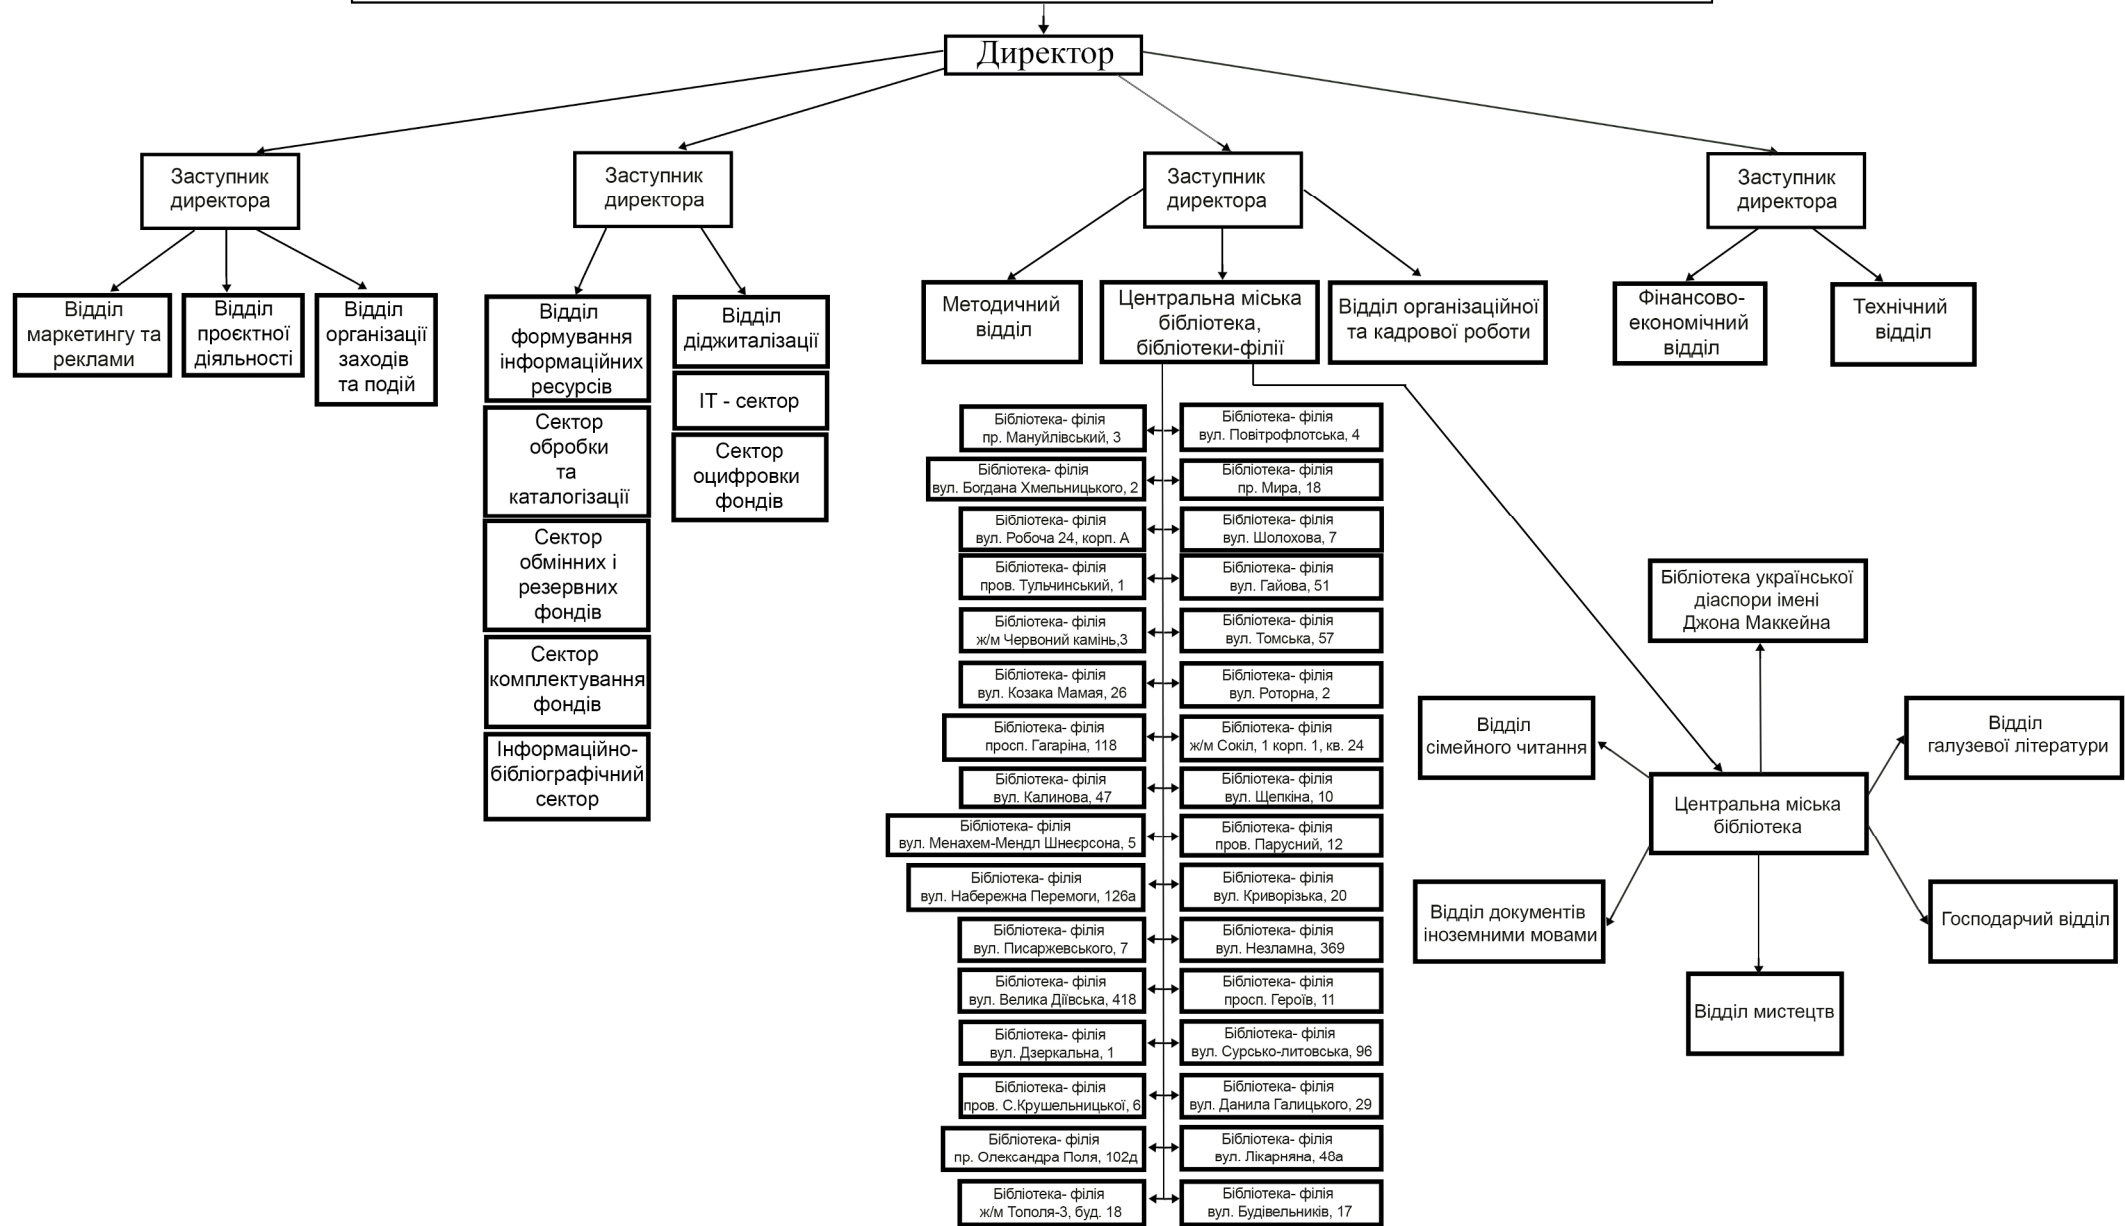 Директор
Заступник
директора
Заступник
директора
Заступник
директора
Заступник
директора
Відділ
маркетингу та
реклами
Відділ
проєктної
діяльності
Відділ
організації
заходів
та подій
Відділ
формування
інформаційних
ресурсів
Сектор
обробки
та
каталогізації
Сектор
обмінних і
резервних
фондів
Сектор
комплектування
фондів
Інформаційно-
бібліографічний
сектор
Відділ
діджиталізації
ІТ - сектор
Сектор
оцифровки
фондів
Методичний
відділ
Центральна міська
бібліотека,
бібліотеки-філії
Відділ організаційної
та кадрової роботи
Фінансово-
економічний
відділ
Технічний
відділ
Бібліотека- філія
пр. Мануйлівський, 3
Бібліотека- філія
вул. Повітрофлотська, 4
Бібліотека- філія
вул. Богдана Хмельницького, 2
Бібліотека- філія
пр. Мира, 18
Бібліотека- філія
вул. Робоча 24, корп. А
Бібліотека- філія
вул. Шолохова, 7
Бібліотека- філія
пров. Тульчинський, 1
Бібліотека- філія
вул. Гайова, 51
Бібліотека- філія
ж/м Червоний камінь,3
Бібліотека- філія
вул. Томська, 57
Бібліотека- філія
вул. Козака Мамая, 26
Бібліотека- філія
вул. Роторна, 2
Бібліотека- філія
просп. Гагаріна, 118
Бібліотека- філія
ж/м Сокіл, 1 корп. 1, кв. 24
Бібліотека- філія
вул. Калинова, 47
Бібліотека- філія
вул. Щепкіна, 10
Бібліотека- філія
вул. Менахем-Мендл Шнеєрсона, 5
Бібліотека- філія
пров. Парусний, 12
Бібліотека- філія
вул. Набережна Перемоги, 126а
Бібліотека- філія
вул. Криворізька, 20
Бібліотека- філія
вул. Писаржевського, 7
Бібліотека- філія
вул. Незламна, 369
Бібліотека- філія
вул. Велика Діївська, 418
Бібліотека- філія
просп. Героїв, 11
Бібліотека- філія
вул. Дзеркальна, 1
Бібліотека- філія
вул. Сурсько-литовська, 96
Бібліотека- філія
пров. С.Крушельницької, 6
Бібліотека- філія
вул. Данила Галицького, 29
Бібліотека- філія
пр. Олександра Поля, 102д
Бібліотека- філія
вул. Лікарняна, 48а
Бібліотека- філія
ж/м Тополя-3, буд. 18
Бібліотека- філія
вул. Будівельників, 17
Бібліотека української
діаспори імені
Джона Маккейна
Відділ
сімейного читання
Відділ
галузевої літератури
Центральна міська
бібліотека
Відділ документів
іноземними мовами
Господарчий відділ
Відділ мистецтв